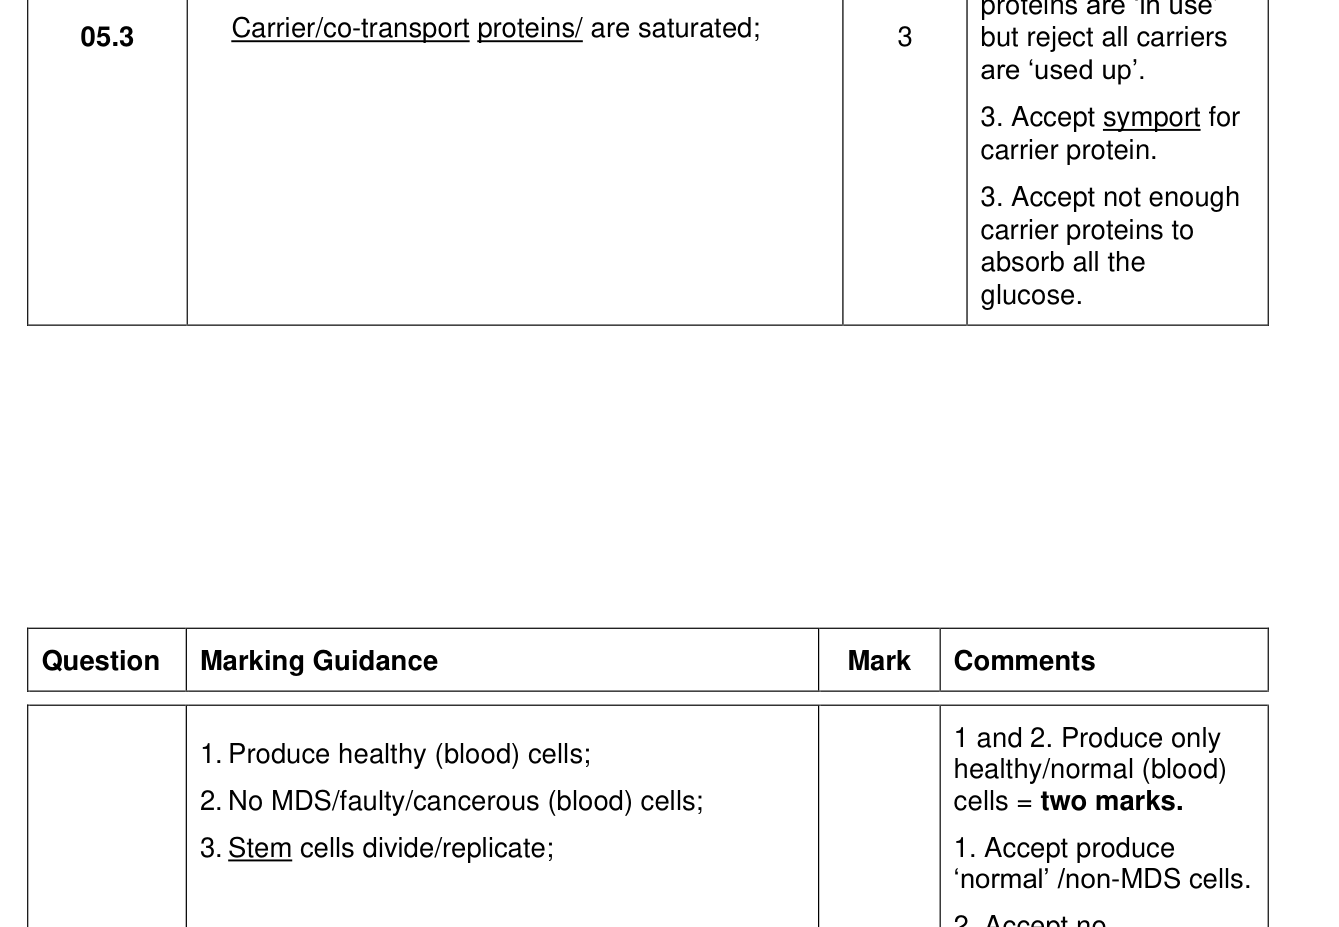 proteins are ‘in use’
05.3
Carrier/co-transport proteins/ are saturated;
3
but reject all carriers
are ‘used up’.
3. Accept symport for
carrier protein.
3. Accept not enough
carrier proteins to
absorb all the
glucose.
Question Marking Guidance Mark Comments
1. Produce healthy (blood) cells;
2. No MDS/faulty/cancerous (blood) cells;
3. Stem cells divide/replicate;
1 and 2. Produce only
healthy/normal (blood)
cells = two marks.
1. Accept produce
‘normal’ /non-MDS cells.
2. Accept no